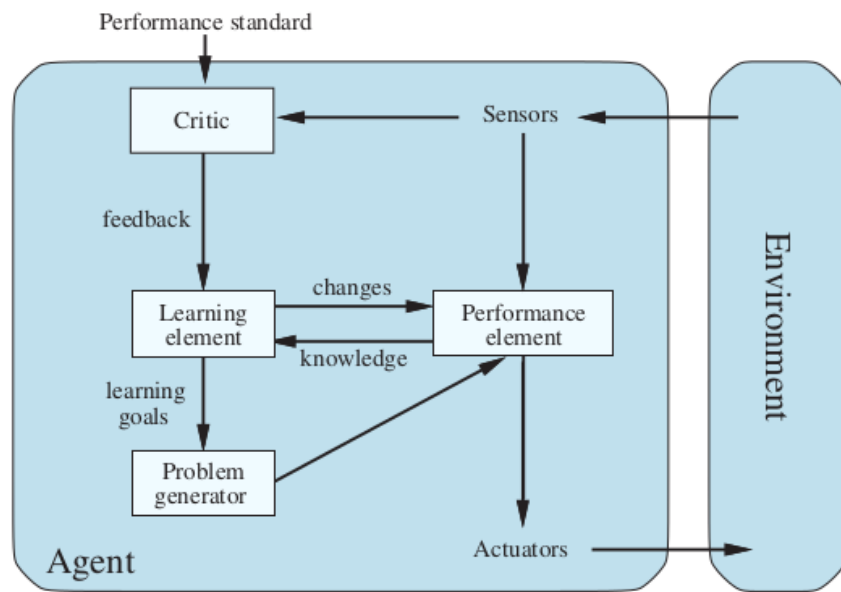 Performance standard
Critic
Sensors
feedback
changes
Learning
element
Performance
element
knowledge
learning
goals
Problem
generator
Agent
Actuators
Environment